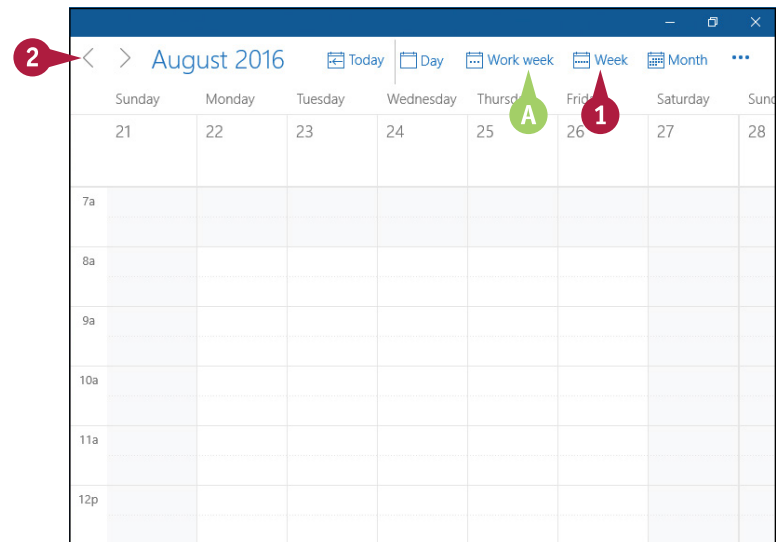 2 August 2016 Today Day Work week Week Month •••
Sunday Monday Tuesday Wednesday Thursd Frid Saturday Sund
A 1
21 22 23 24 25 26 27 28
7a
8a
9a
10a
11a
12p